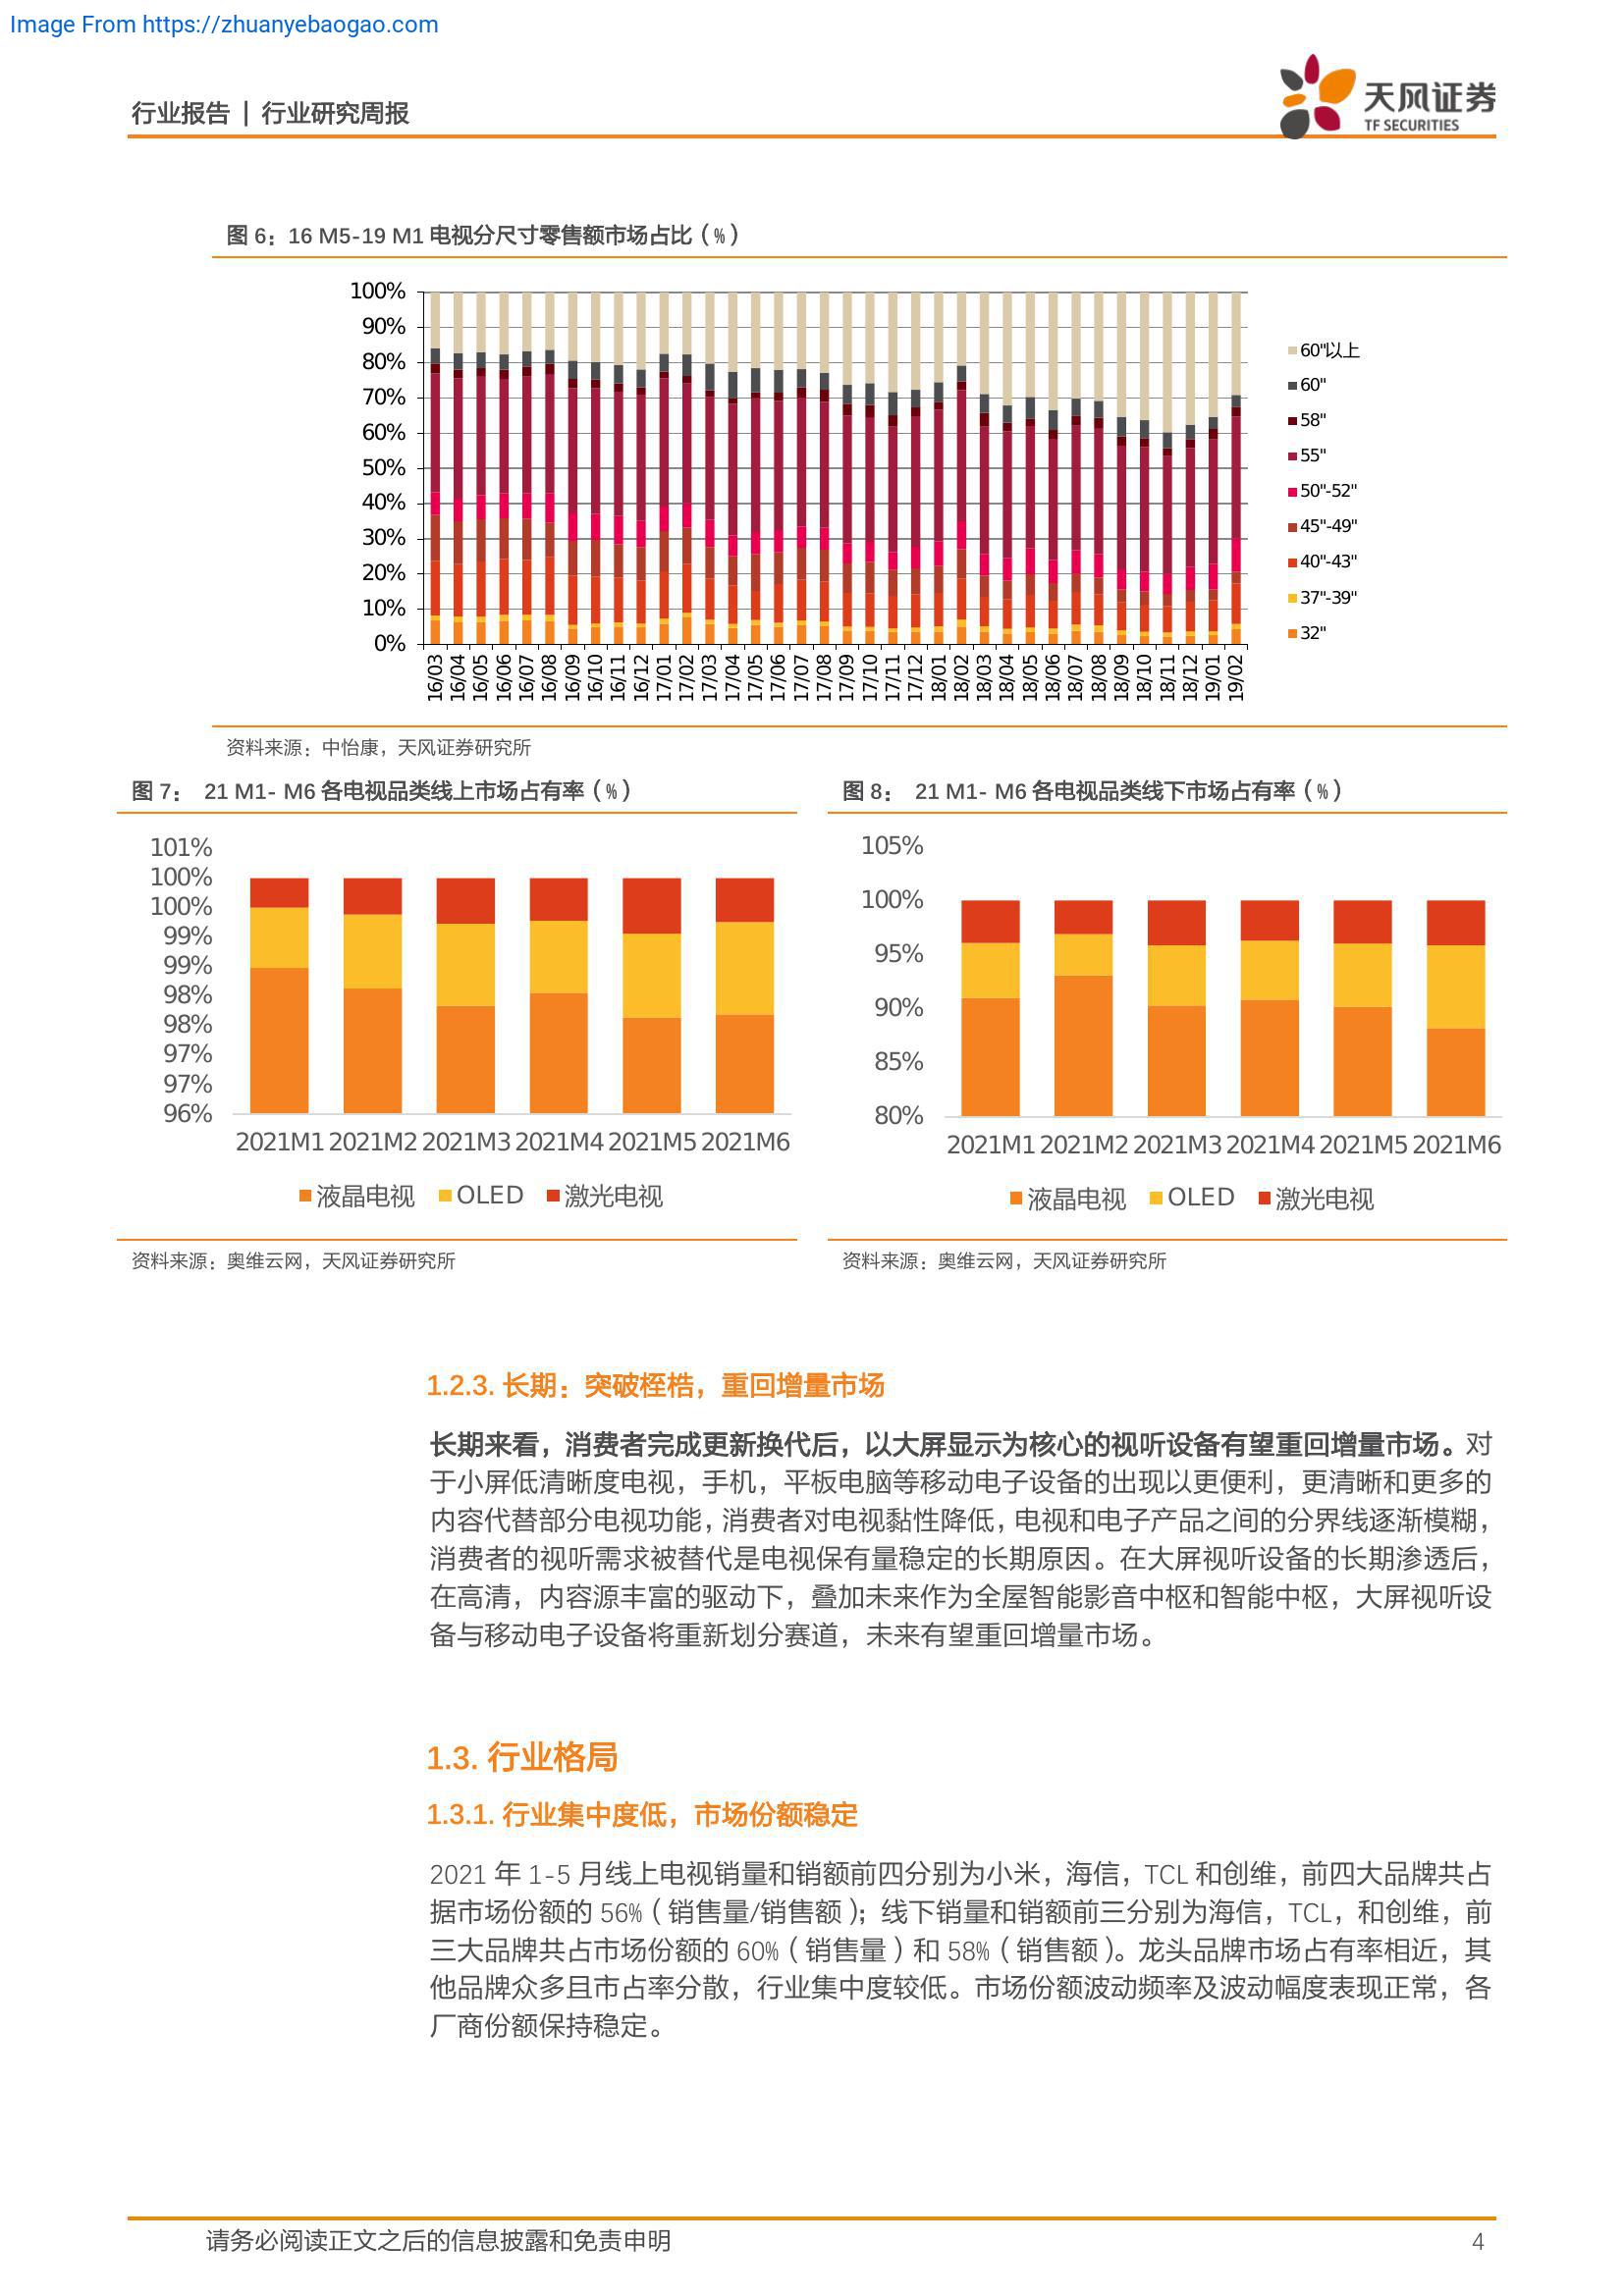 Image From https://zhuanyebaogao.com
行业报告 | 行业研究周报
天风证券
TF SECURITIES
图 6：16 M5-19 M1 电视分尺寸零售额市场占比（%）
100%
90%
80%
70%
60%
50%
40%
30%
20%
10%
0%
16/03 16/04 16/05 16/06 16/07 16/08 16/09 16/10 16/11 16/12 17/01 17/02 17/03 17/04 17/05 17/06 17/07 17/08 17/09 17/10 17/11 17/12 18/01 18/02 18/03 18/04 18/05 18/06 18/07 18/08 18/09 18/10 18/11 18/12 19/01 19/02
60"以上
60"
58"
55"
50"-52"
45"-49"
40"-43"
37"-39"
32"
资料来源：中怡康，天风证券研究所
图 7： 21 M1- M6 各电视品类线上市场占有率（%）
101%
100%
100%
99%
99%
98%
98%
97%
97%
96%
2021M1 2021M2 2021M3 2021M4 2021M5 2021M6
液晶电视 OLED 激光电视
资料来源：奥维云网，天风证券研究所
图 8： 21 M1- M6 各电视品类线下市场占有率（%）
105%
100%
95%
90%
85%
80%
2021M1 2021M2 2021M3 2021M4 2021M5 2021M6
液晶电视 OLED 激光电视
资料来源：奥维云网，天风证券研究所
1.2.3. 长期：突破桎梏，重回增量市场
长期来看，消费者完成更新换代后，以大屏显示为核心的视听设备有望重回增量市场。对
于小屏低清晰度电视，手机，平板电脑等移动电子设备的出现以更便利，更清晰和更多的
内容代替部分电视功能，消费者对电视黏性降低，电视和电子产品之间的分界线逐渐模糊，
消费者的视听需求被替代是电视保有量稳定的长期原因。在大屏视听设备的长期渗透后，
在高清，内容源丰富的驱动下，叠加未来作为全屋智能影音中枢和智能中枢，大屏视听设
备与移动电子设备将重新划分赛道，未来有望重回增量市场。
1.3. 行业格局
1.3.1. 行业集中度低，市场份额稳定
2021 年 1-5 月线上电视销量和销额前四分别为小米，海信，TCL 和创维，前四大品牌共占
据市场份额的 56%（销售量/销售额）；线下销量和销额前三分别为海信，TCL，和创维，前
三大品牌共占市场份额的 60%（销售量）和 58%（销售额）。龙头品牌市场占有率相近，其
他品牌众多且市占率分散，行业集中度较低。市场份额波动频率及波动幅度表现正常，各
厂商份额保持稳定。
请务必阅读正文之后的信息披露和免责申明
4